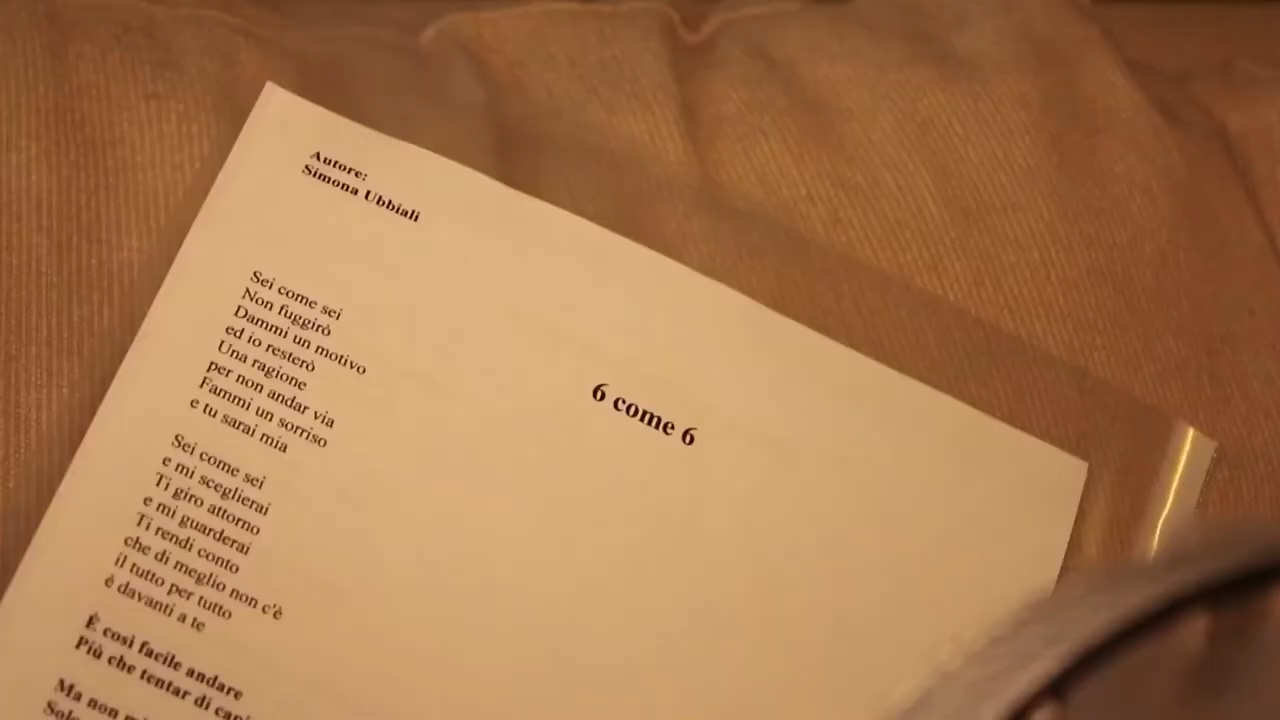 Autore:
Simona Ubbiali
6 come 6
Sei come sei
Non fuggirò
Dammi un motivo
ed io resterò
Una ragione
per non andar via
Fammi un sorriso
e tu sarai mia
Sei come sei
e mi sceglierai
Ti giro attorno
e mi guarderai
Ti rendi conto
che di meglio non c'è
il tutto per tutto
è davanti a te
È così facile andare
Più che tentar di
Ma non